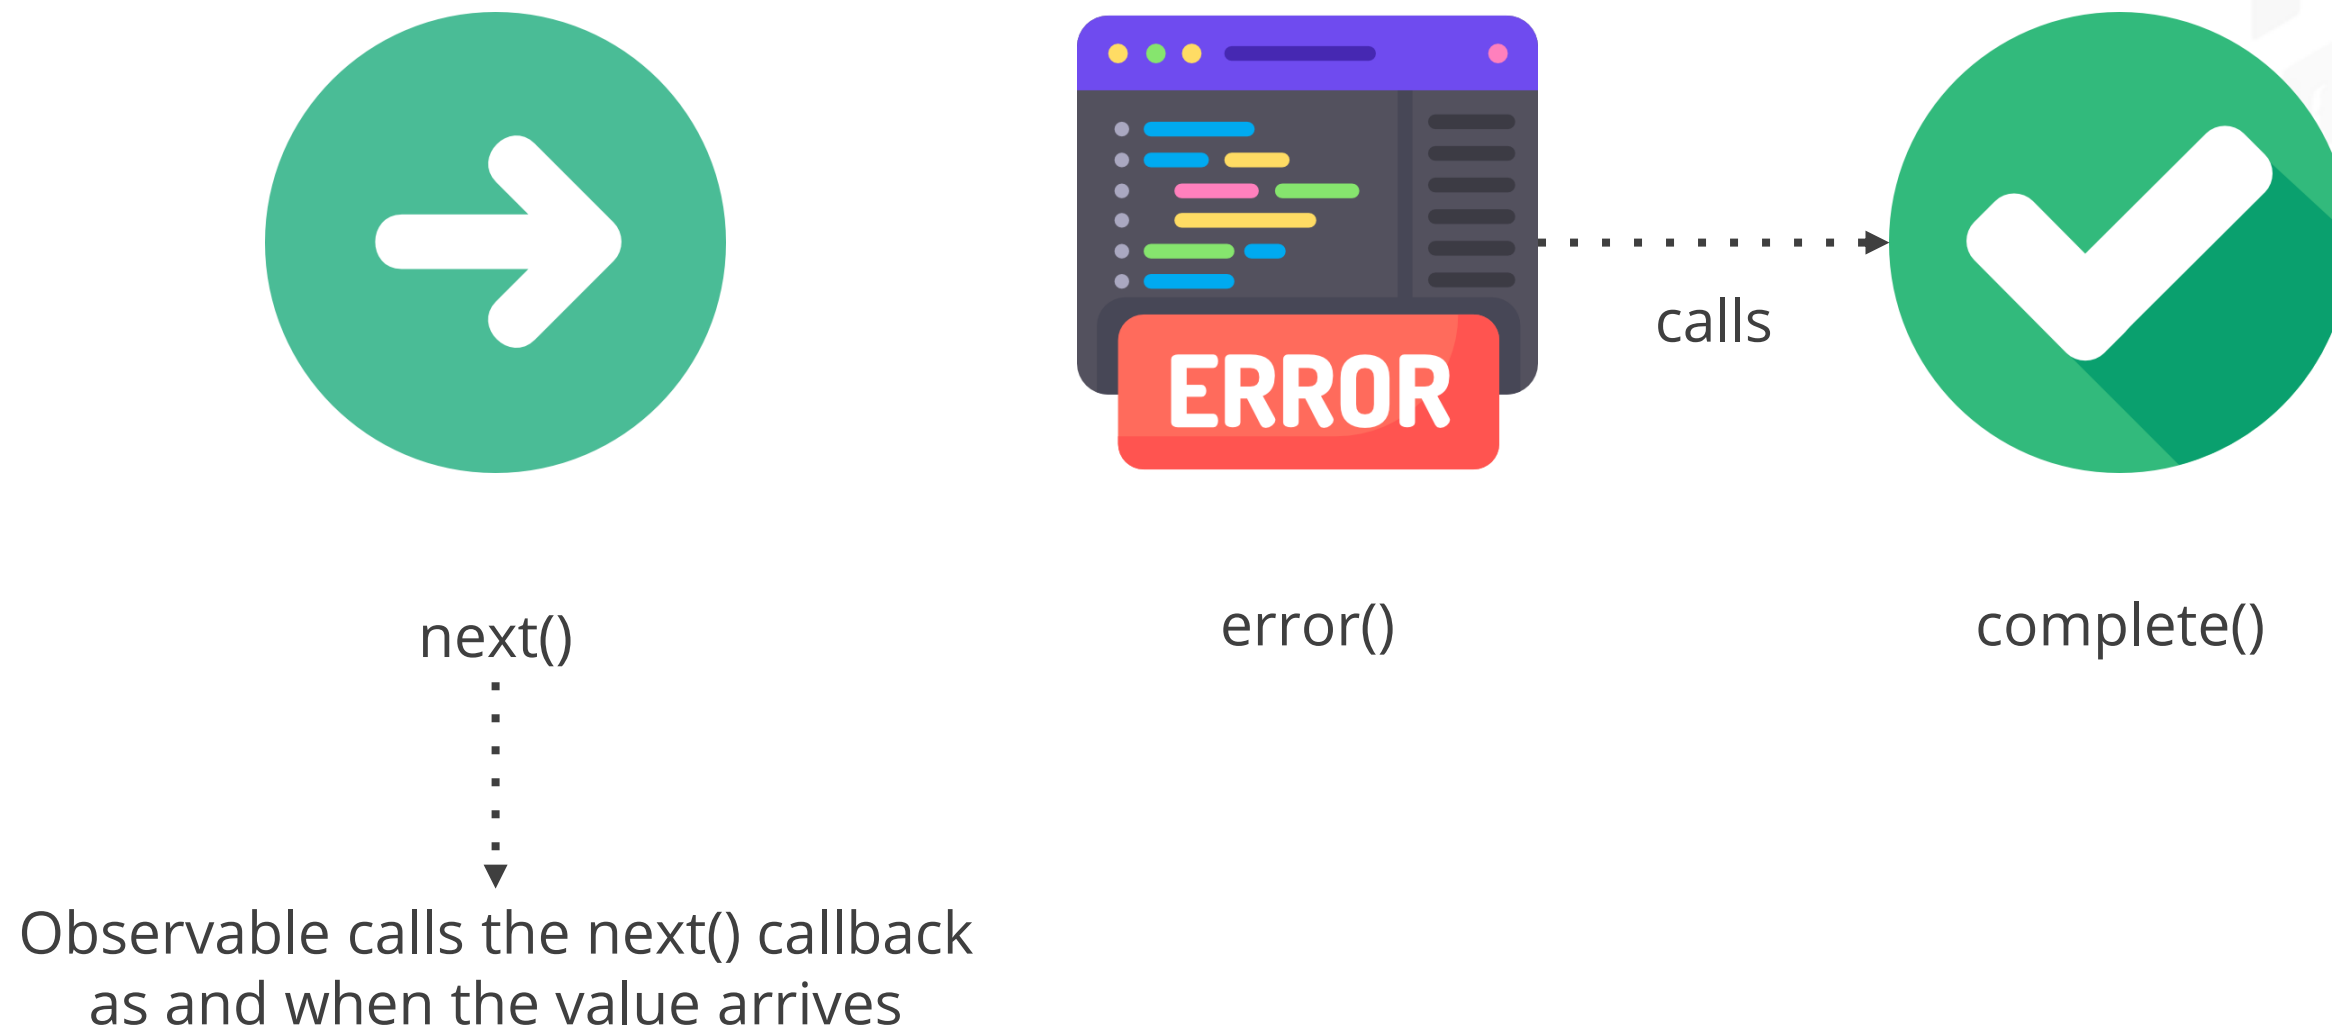 ERROR
calls
next()
error()
complete()
Observable calls the next() callback
as and when the value arrives